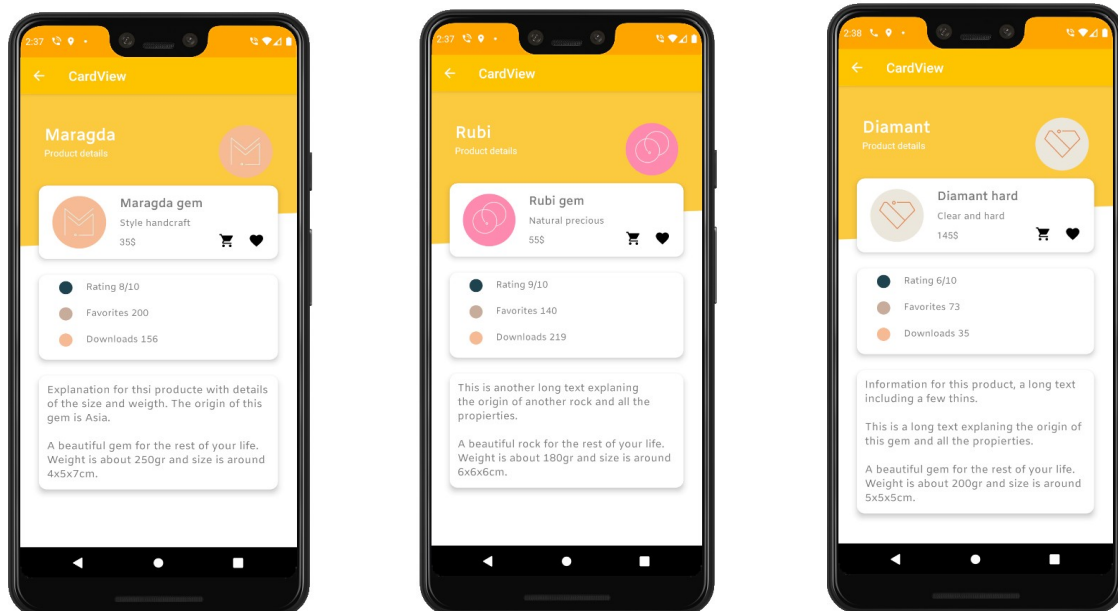 2:37
CardView
Maragda
Product details
Maragda gem
Style handcraft
35$
Rating 8/10
Favorites 200
Downloads 156
Explanation for thsi producte with details
of the size and weigth. The origin of this
gem is Asia.
A beautiful gem for the rest of your life.
Weight is about 250gr and size is around
4x5x7cm.
2:37
CardView
Rubi
Product details
Rubi gem
Natural precious
55$
Rating 9/10
Favorites 140
Downloads 219
This is another long text explaning
the origin of another rock and all the
propierties.
A beautiful rock for the rest of your life.
Weight is about 180gr and size is around
6x6x6cm.
2:38
CardView
Diamant
Product details
Diamant hard
Clear and hard
145$
Rating 6/10
Favorites 73
Downloads 35
Information for this product, a long text
including a few thins.
This is a long text explaning the origin of
this gem and all the propierties.
A beautiful gem for the rest of your life.
Weight is about 200gr and size is around
5x5x5cm.